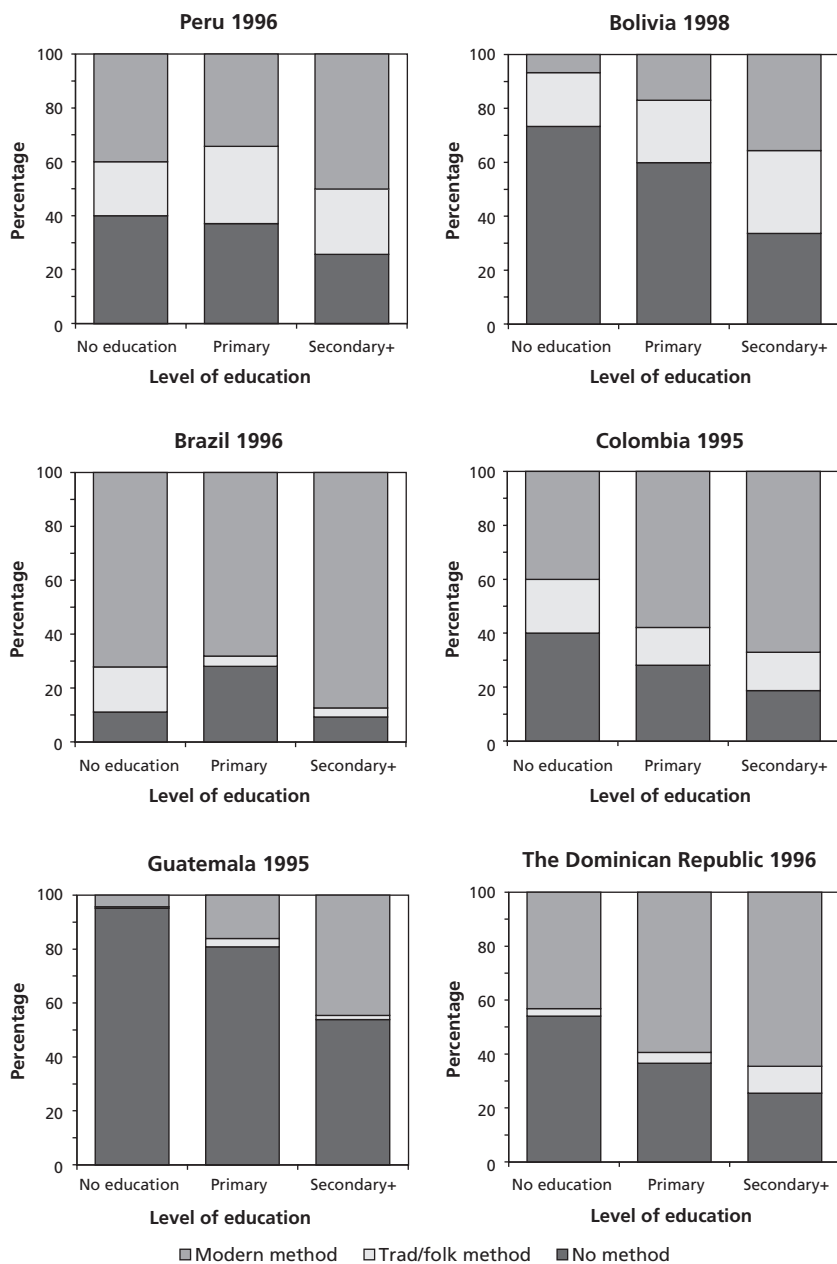 Peru 1996
100
80
60
40
20
0
Percentage
No education Primary Secondary+
Level of education
Bolivia 1998
100
80
60
40
20
0
Percentage
No education Primary Secondary+
Level of education
Brazil 1996
100
80
60
40
20
0
Percentage
No education Primary Secondary+
Level of education
Colombia 1995
100
80
60
40
20
0
Percentage
No education Primary Secondary+
Level of education
Guatemala 1995
100
80
60
40
20
0
Percentage
No education Primary Secondary+
Level of education
The Dominican Republic 1996
100
80
60
40
20
0
Percentage
No education Primary Secondary+
Level of education
Modern method Trad/folk method No method